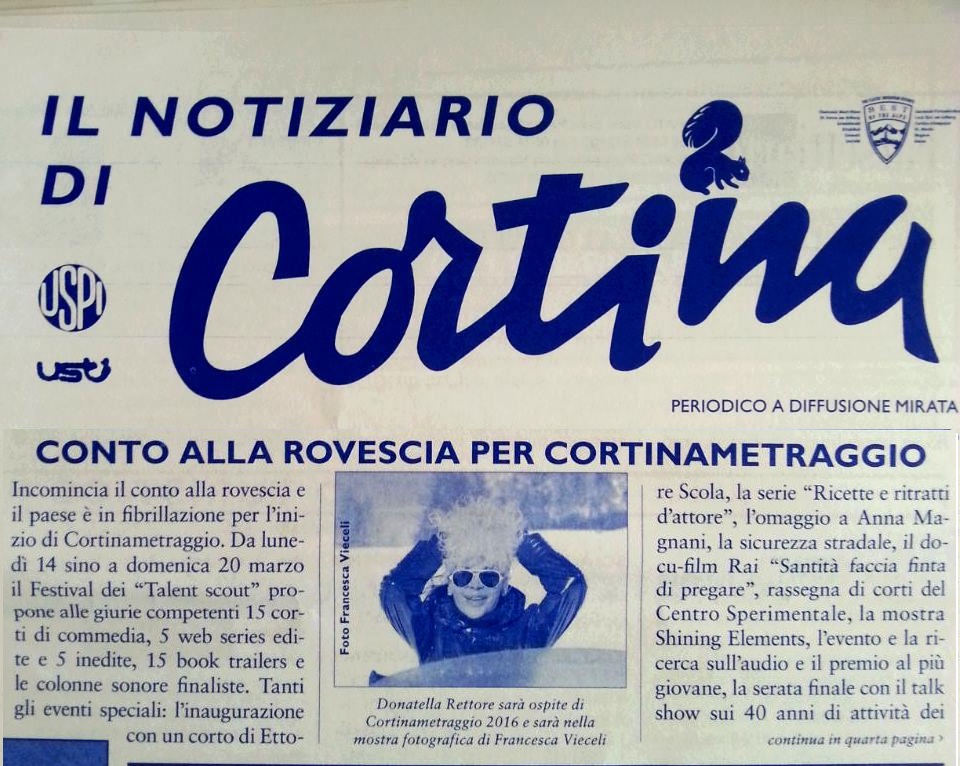 IL NOTIZIARIO
DI
Cortina
BEST
OF THE ALPS
USPI
usti
PERIODICO A DIFFUSIONE MIRATA
CONTO ALLA ROVESCIA PER CORTINAMETRAGGIO
Incomincia il conto alla rovescia e
il paese è in fibrillazione per l'ini-
zio di Cortinametraggio. Da lune-
dì 14 sino a domenica 20 marzo
il Festival dei “Talent scout” pro-
pone alle giurie competenti 15 cor-
ti di commedia, 5 web series edi-
te e 5 inedite, 15 book trailers e
le colonne sonore finaliste. Tanti
gli eventi speciali: l'inaugurazione
con un corto di Etto-
Foto Francesca Vieceli
Donatella Rettore sarà ospite di
Cortinametraggio 2016 e sarà nella
mostra fotografica di Francesca Vieceli
re Scola, la serie “Ricette e ritratti
d'attore”, l'omaggio a Anna Ma-
gnani, la sicurezza stradale, il do-
cu-film Rai “Santità faccia finta
di pregare”, rassegna di corti del
Centro Sperimentale, la mostra
Shining Elements, l'evento e la ri-
cerca sull'audio e il premio al più
giovane, la serata finale con il talk
show sui 40 anni di attività dei
continua in quarta pagina ›